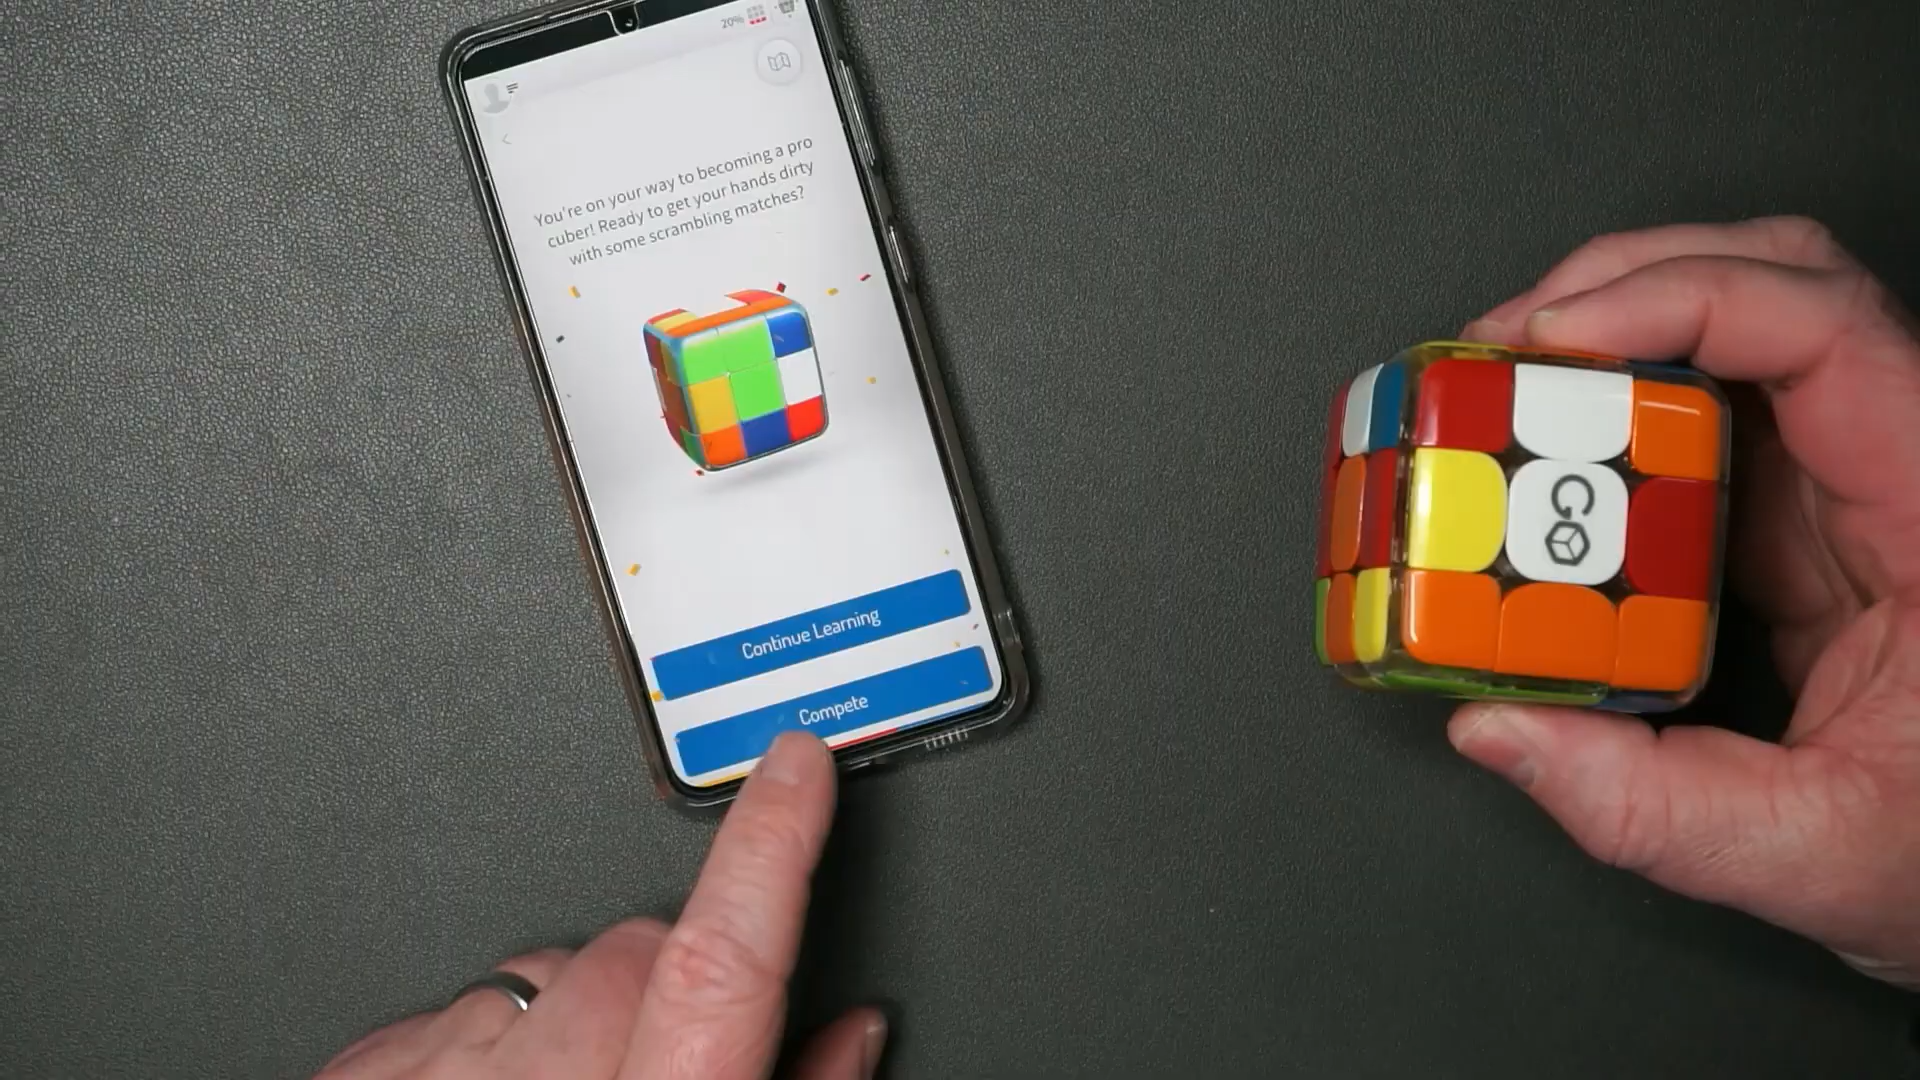 20%
You're on your way to becoming a pro
cuber! Ready to get your hands dirty
with some scrambling matches?
Continue Learning
Compete
GO